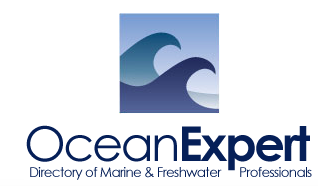 OceanExpert
Directory of Marine & Freshwater Professionals